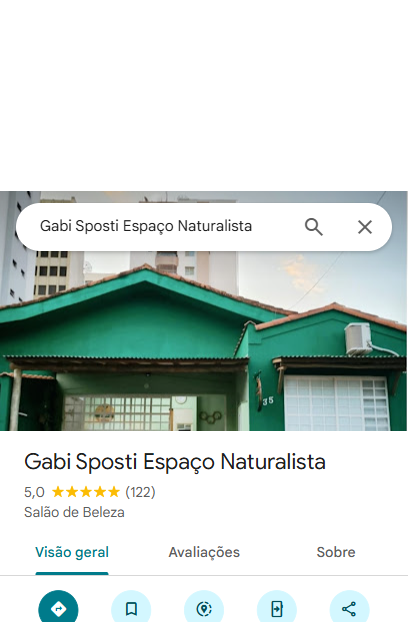 Gabi Sposti Espaço Naturalista
35
Gabi Sposti Espaço Naturalista
5,0 (122)
Salão de Beleza
Visão geral Avaliações Sobre